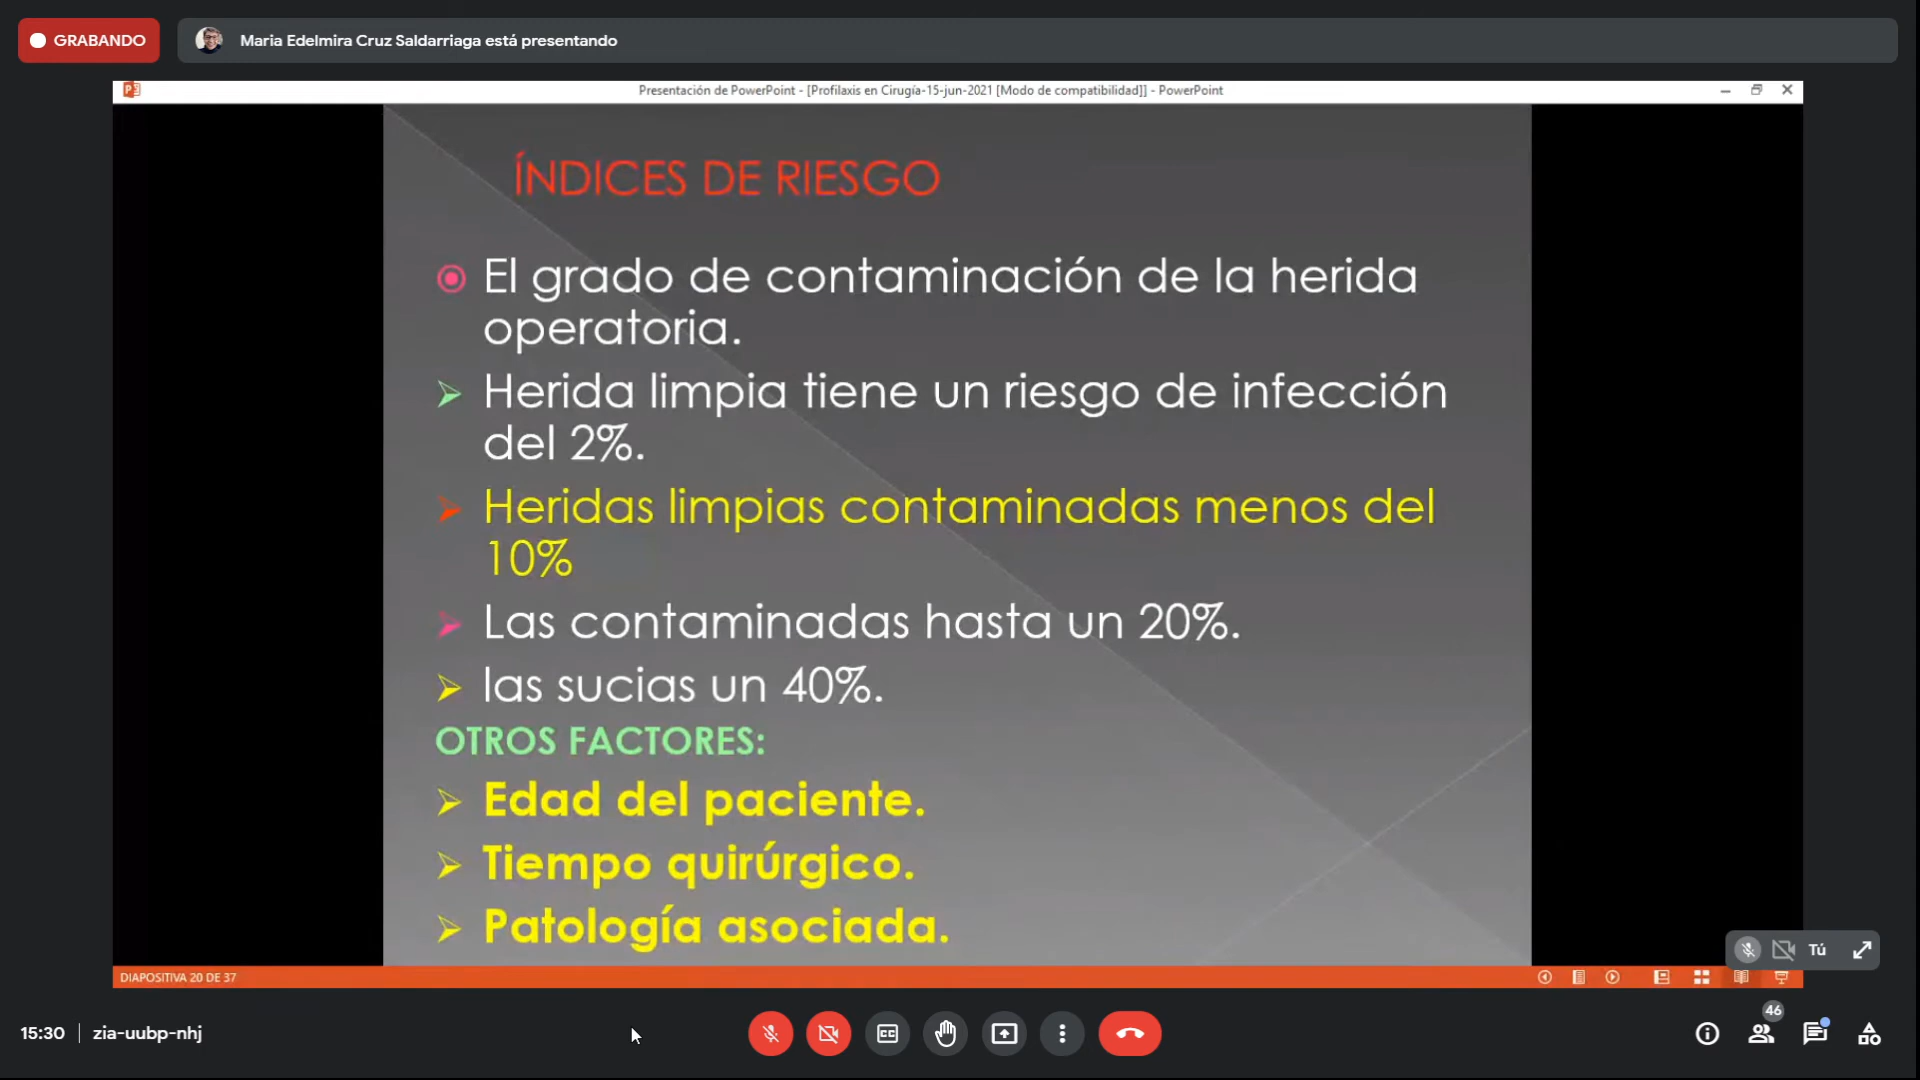 GRABANDO
Maria Edelmira Cruz Saldarriaga está presentando
Presentación de PowerPoint - [Profilaxis en Cirugía-15-jun-2021 [Modo de compatibilidad]] - PowerPoint
ÍNDICES DE RIESGO
El grado de contaminación de la herida
operatoria.
Herida limpia tiene un riesgo de infección
del 2%.
Heridas limpias contaminadas menos del
10%
Las contaminadas hasta un 20%.
las sucias un 40%.
OTROS FACTORES:
Edad del paciente.
Tiempo quirúrgico.
Patología asociada.
Tú
DIAPOSITIVA 20 DE 37
15:30 | zia-uubp-nhj
CC
46